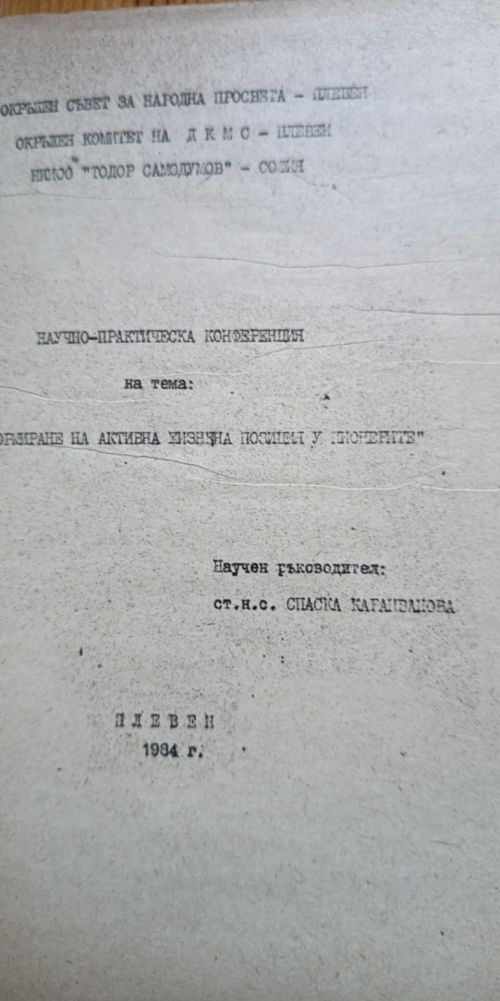 ОКРЪЖЕН СЪВЕТ ЗА НАРОДНА ПРОСВЕТА - ПЛЕВЕН
ОКРЪЖЕН КОМИТЕТ НА Д К М С - ПЛЕВЕН
"ТОДОР САМОДУМОВ" - СОФИЯ
НАУЧНО-ПРАКТИЧЕСКА КОНФЕРЕНЦИЯ
на тема:
ОРМИРАНЕ НА АКТИВНА ЖИЗНЕНА ПОЗИЦИЯ У ПИОНЕРИТЕ"
Научен ръководител:
ст.н.с. СПАСКА КАРАИВАНОВА
П Л Е В Е Н
1984 г.